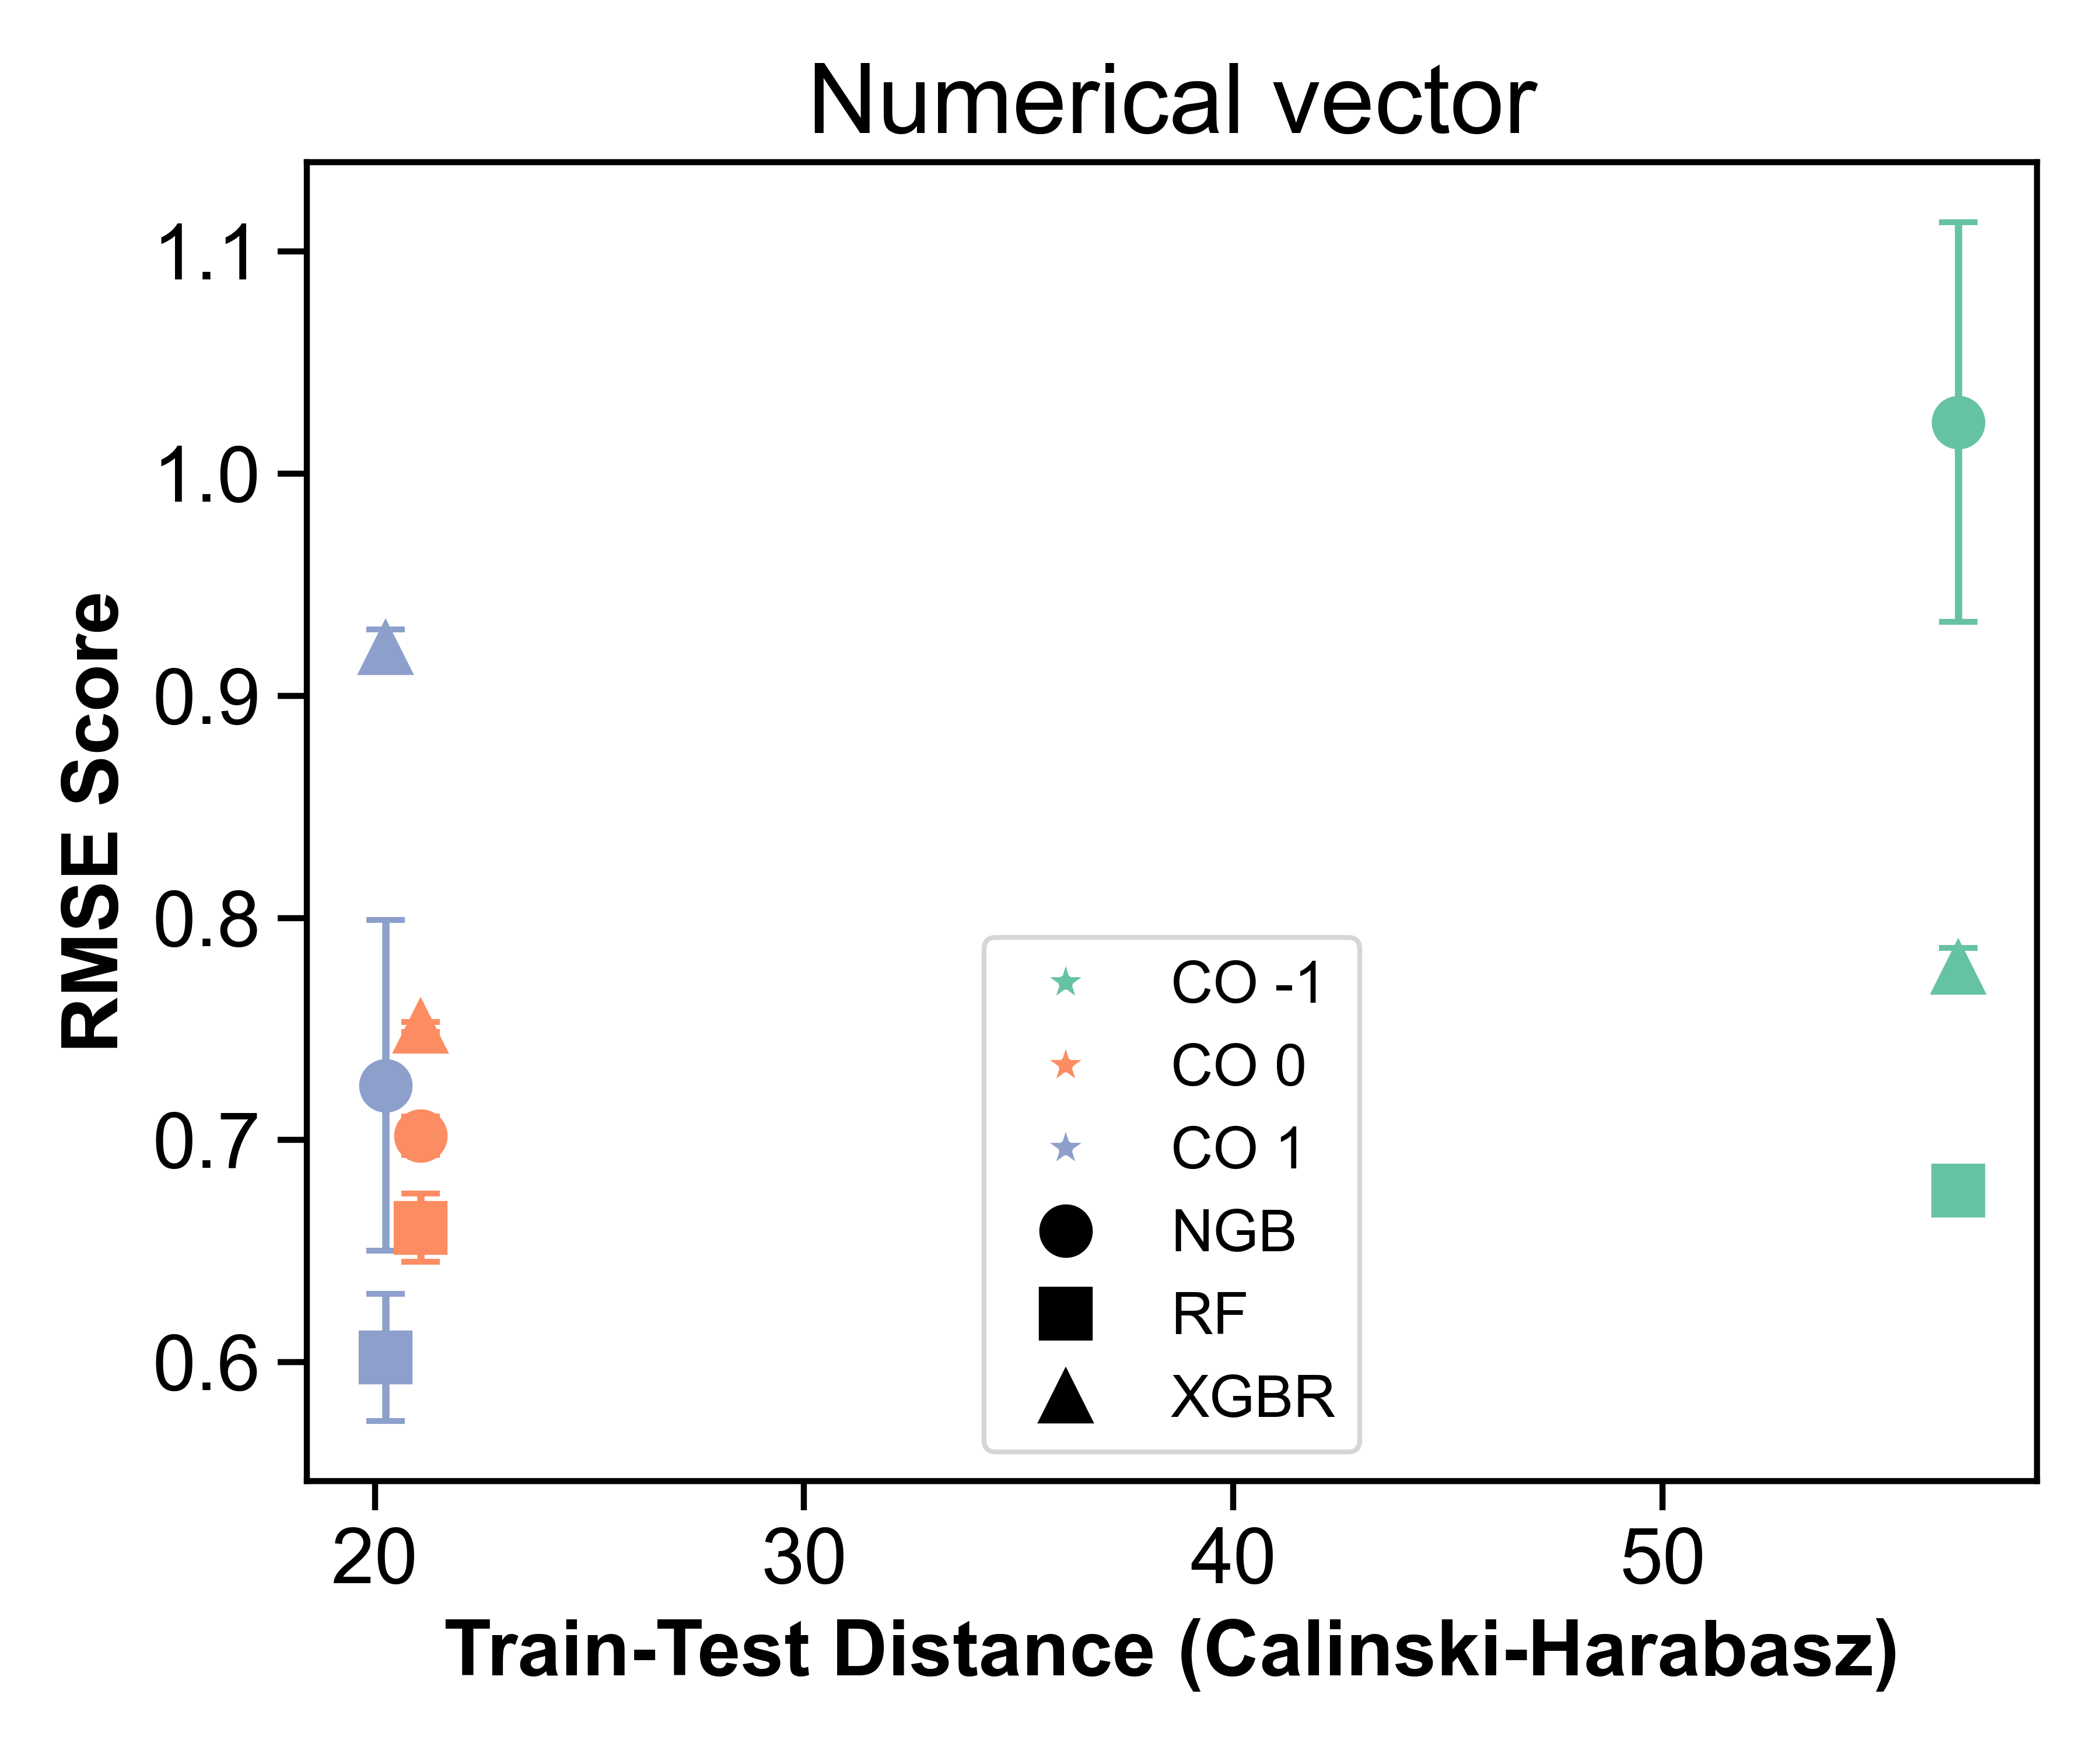 Numerical vector
1.1
1.0
0.9
0.8
0.7
0.6
RMSE Score
CO -1
CO 0
CO 1
NGB
RF
XGBR
20 30 40 50
Train-Test Distance (Calinski-Harabasz)